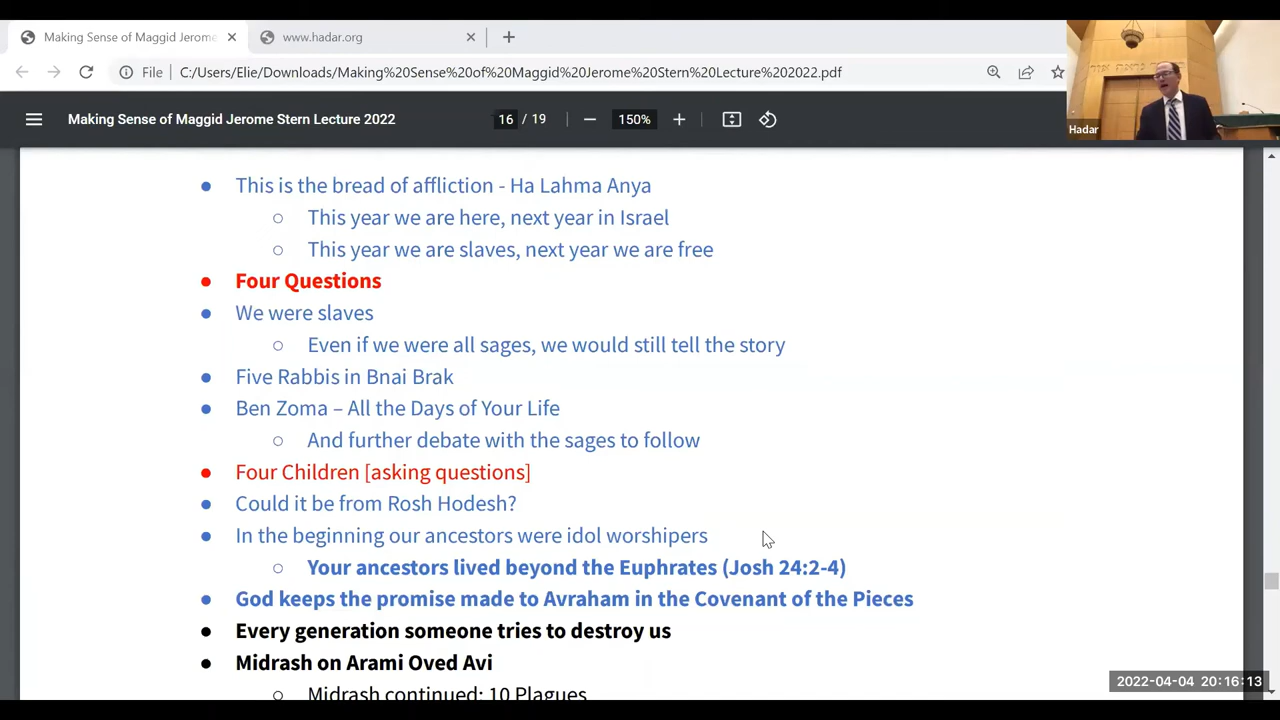 Making Sense of Maggid Jerome
www.hadar.org
File C:/Users/Elie/Downloads/Making%20Sense%20of%20Maggid%20Jerome%20Stern%20Lecture%202022.pdf
Making Sense of Maggid Jerome Stern Lecture 2022
16 / 19
150%
Hadar
This is the bread of affliction - Ha Lahma Anya
This year we are here, next year in Israel
This year we are slaves, next year we are free
Four Questions
We were slaves
Even if we were all sages, we would still tell the story
Five Rabbis in Bnai Brak
Ben Zoma – All the Days of Your Life
And further debate with the sages to follow
Four Children [asking questions]
Could it be from Rosh Hodesh?
In the beginning our ancestors were idol worshipers
Your ancestors lived beyond the Euphrates (Josh 24:2-4)
God keeps the promise made to Avraham in the Covenant of the Pieces
Every generation someone tries to destroy us
Midrash on Arami Oved Avi
Midrash continued: 10 Plagues
2022-04-04 20:16:13